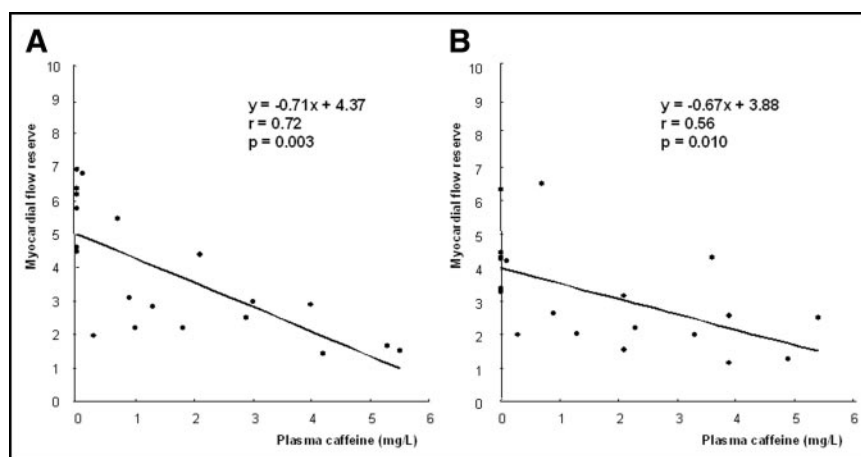 A
10
9
8
7
6
5
4
3
2
1
0
Myocardial flow reserve
y = -0.71x + 4.37
r = 0.72
p = 0.003
0 1 2 3 4 5 6
Plasma caffeine (mg/L)
B
10
9
8
7
6
5
4
3
2
1
0
Myocardial flow reserve
y = -0.67x + 3.88
r = 0.56
p = 0.010
0 1 2 3 4 5 6
Plasma caffeine (mg/L)